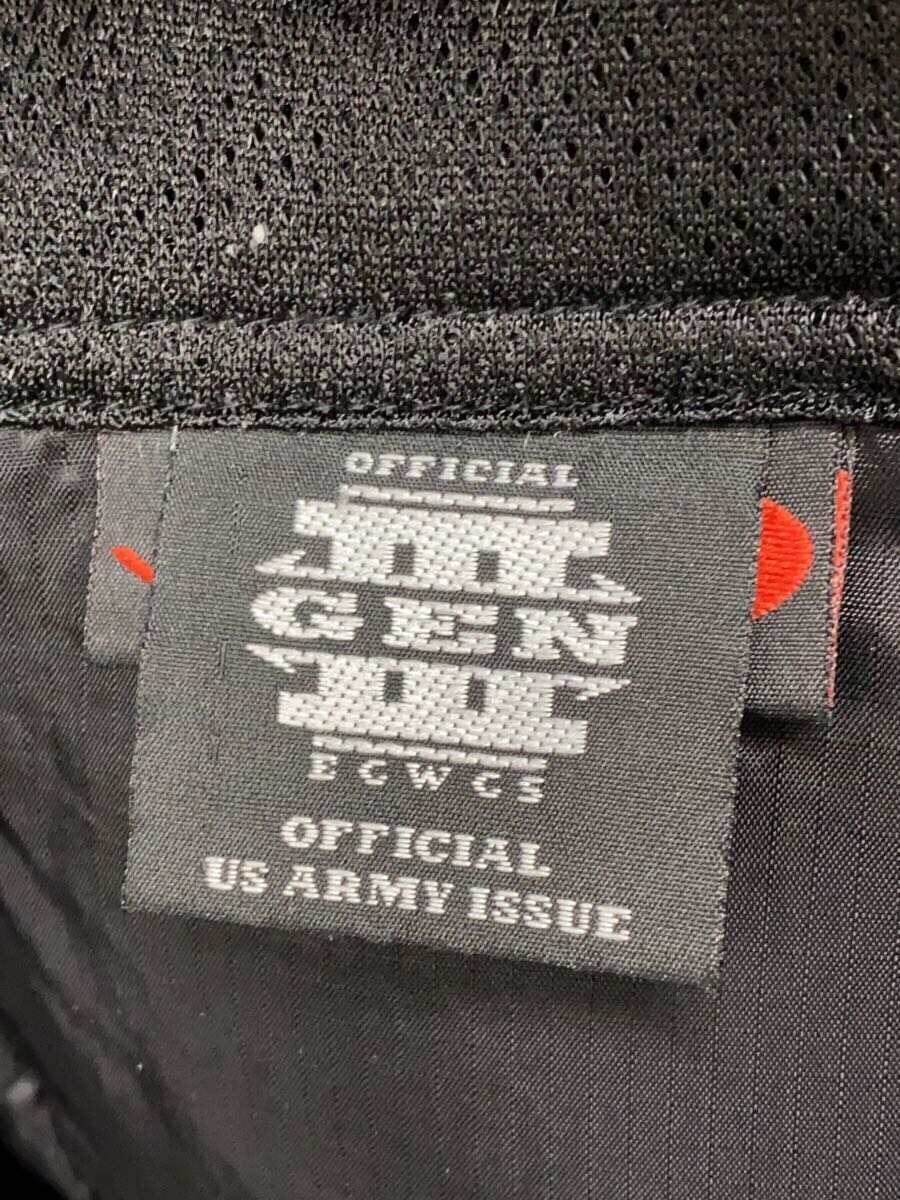 OFFICIAL
III
GEN
III
ECWCS
OFFICIAL
US ARMY ISSUE